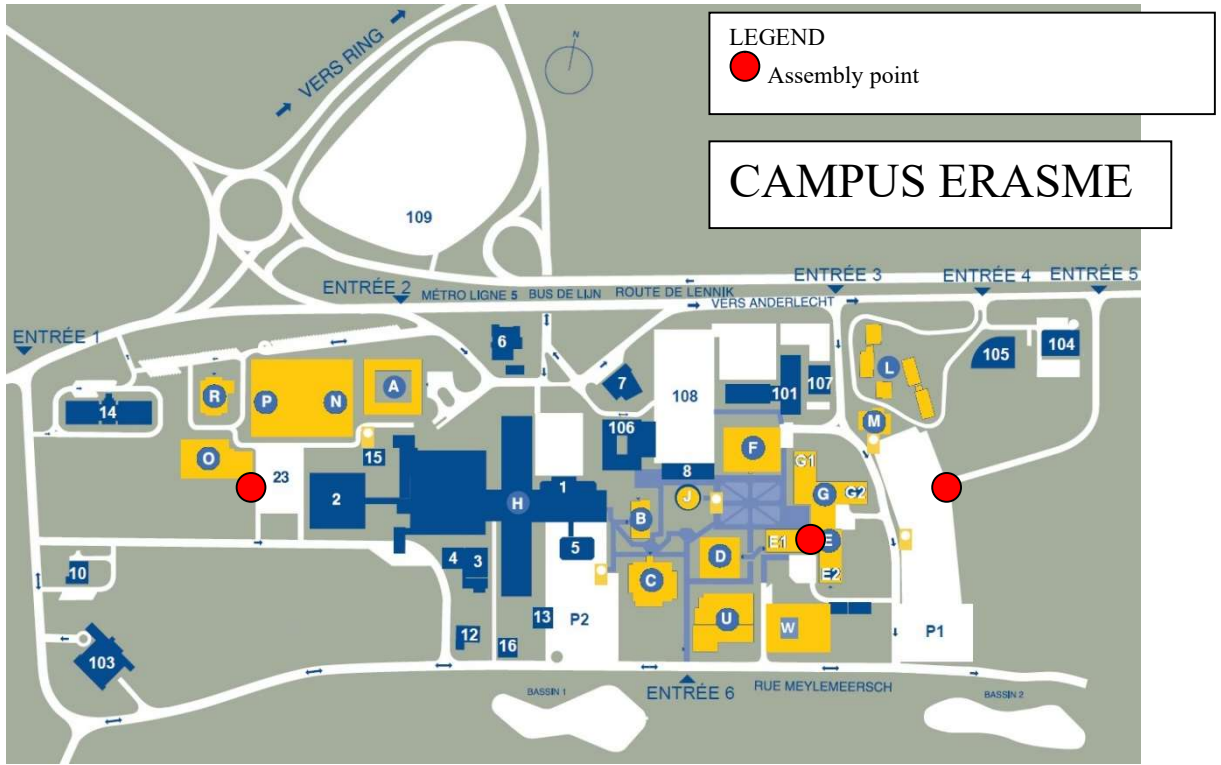 LEGEND
Assembly point
CAMPUS ERASME
N
VERS RING
109
ENTRÉE 1
ENTRÉE 2
MÉTRO LIGNE 5
BUS DE LIJN
ROUTE DE LENNIK
VERS ANDERLECHT
ENTRÉE 3
ENTRÉE 4
ENTRÉE 5
6
7
108
101
107
L
105
104
14
R
P
N
A
106
M
O
23
15
2
H
1
8
F
G1
G
G2
J
B
5
4
3
D
E1
E
E2
C
10
103
12
16
13
P2
U
W
P1
BASSIN 1
ENTRÉE 6
RUE MEYLEMEERSCH
BASSIN 2